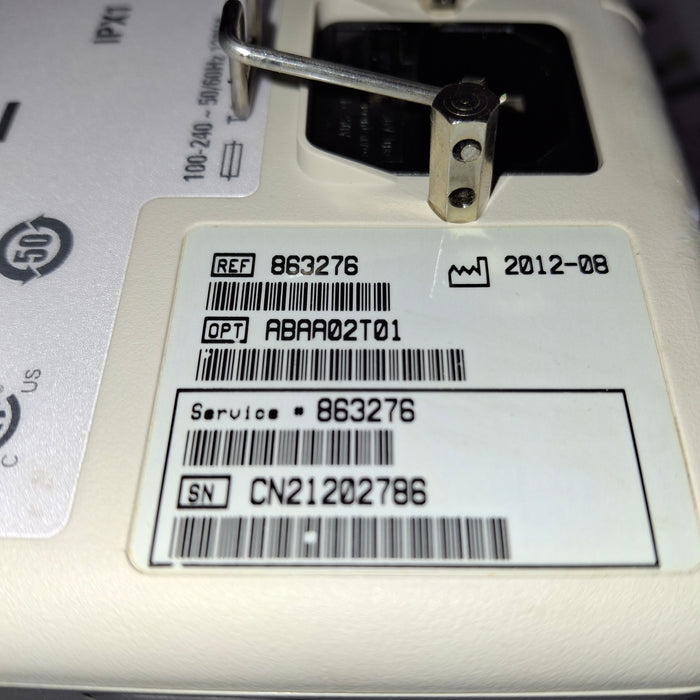 IPX1
100-240 ~ 50/60Hz
50
C US
REF 863276
2012-08
OPT ABAA02T01
Service # 863276
SN CN21202786